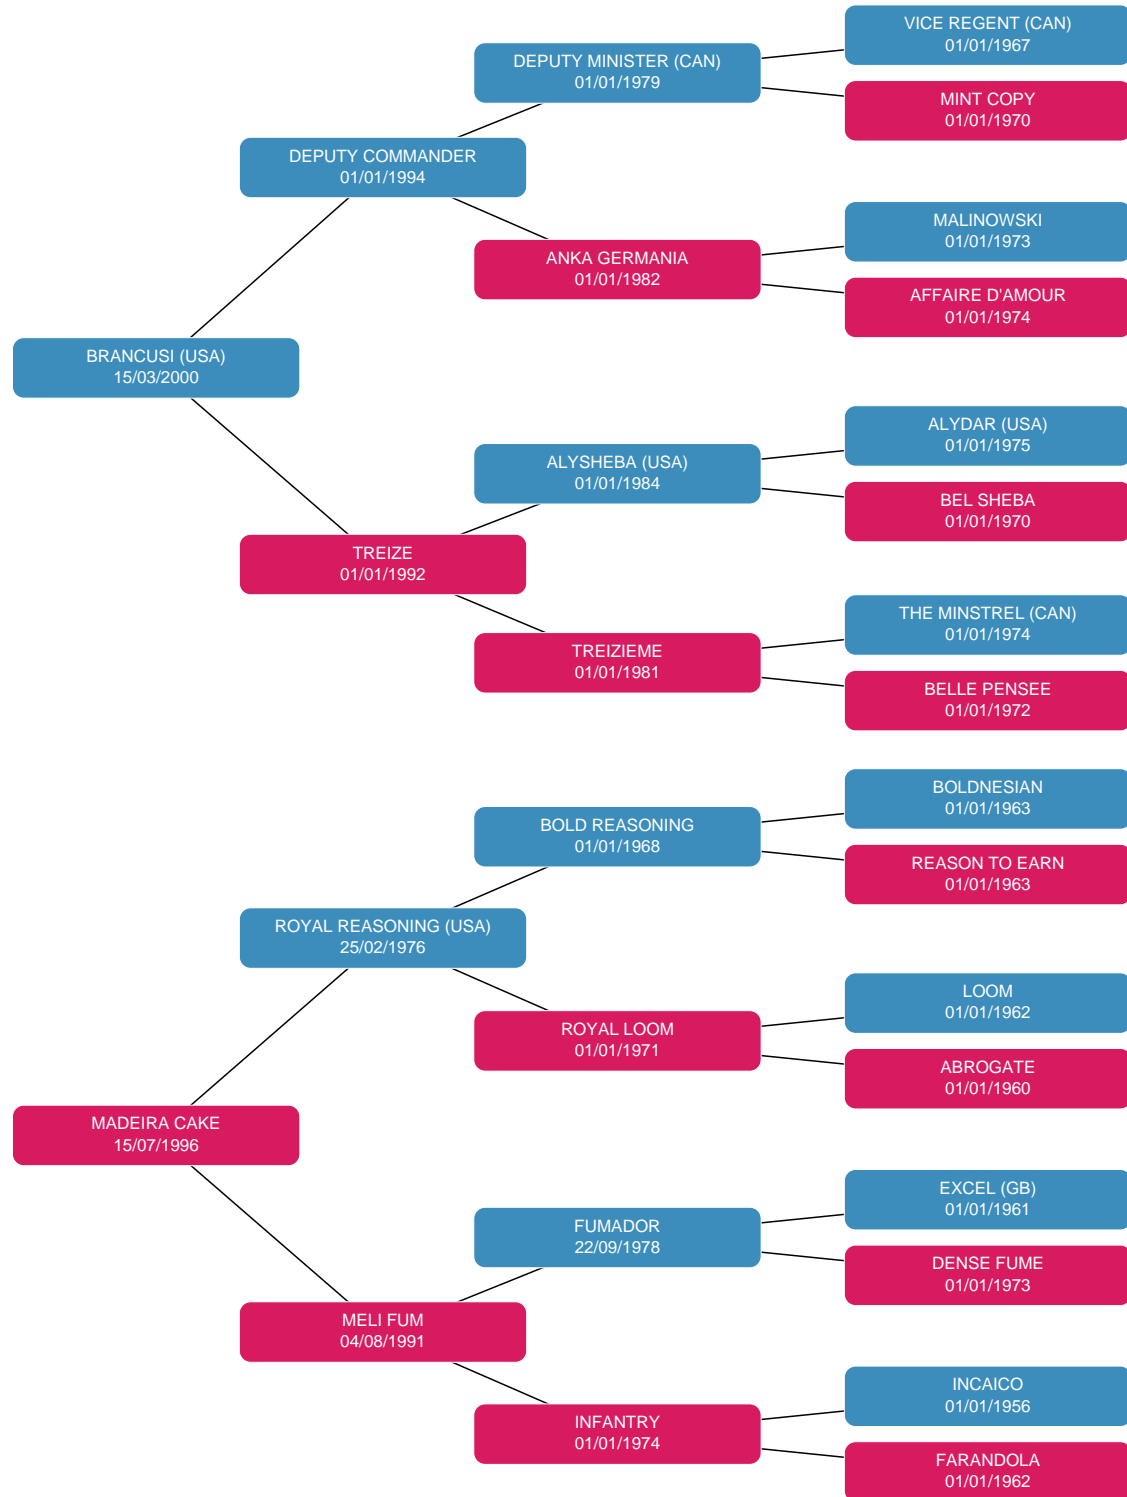 VICE REGENT (CAN)
01/01/1967
DEPUTY MINISTER (CAN)
01/01/1979
MINT COPY
01/01/1970
DEPUTY COMMANDER
01/01/1994
MALINOWSKI
01/01/1973
ANKA GERMANIA
01/01/1982
AFFAIRE D'AMOUR
01/01/1974
BRANCUSI (USA)
15/03/2000
ALYDAR (USA)
01/01/1975
ALYSHEBA (USA)
01/01/1984
BEL SHEBA
01/01/1970
TREIZE
01/01/1992
THE MINSTREL (CAN)
01/01/1974
TREIZIEME
01/01/1981
BELLE PENSEE
01/01/1972
BOLDNESIAN
01/01/1963
BOLD REASONING
01/01/1968
REASON TO EARN
01/01/1963
ROYAL REASONING (USA)
25/02/1976
LOOM
01/01/1962
ROYAL LOOM
01/01/1971
ABROGATE
01/01/1960
MADEIRA CAKE
15/07/1996
EXCEL (GB)
01/01/1961
FUMADOR
22/09/1978
DENSE FUME
01/01/1973
MELI FUM
04/08/1991
INCAICO
01/01/1956
INFANTRY
01/01/1974
FARANDOLA
01/01/1962